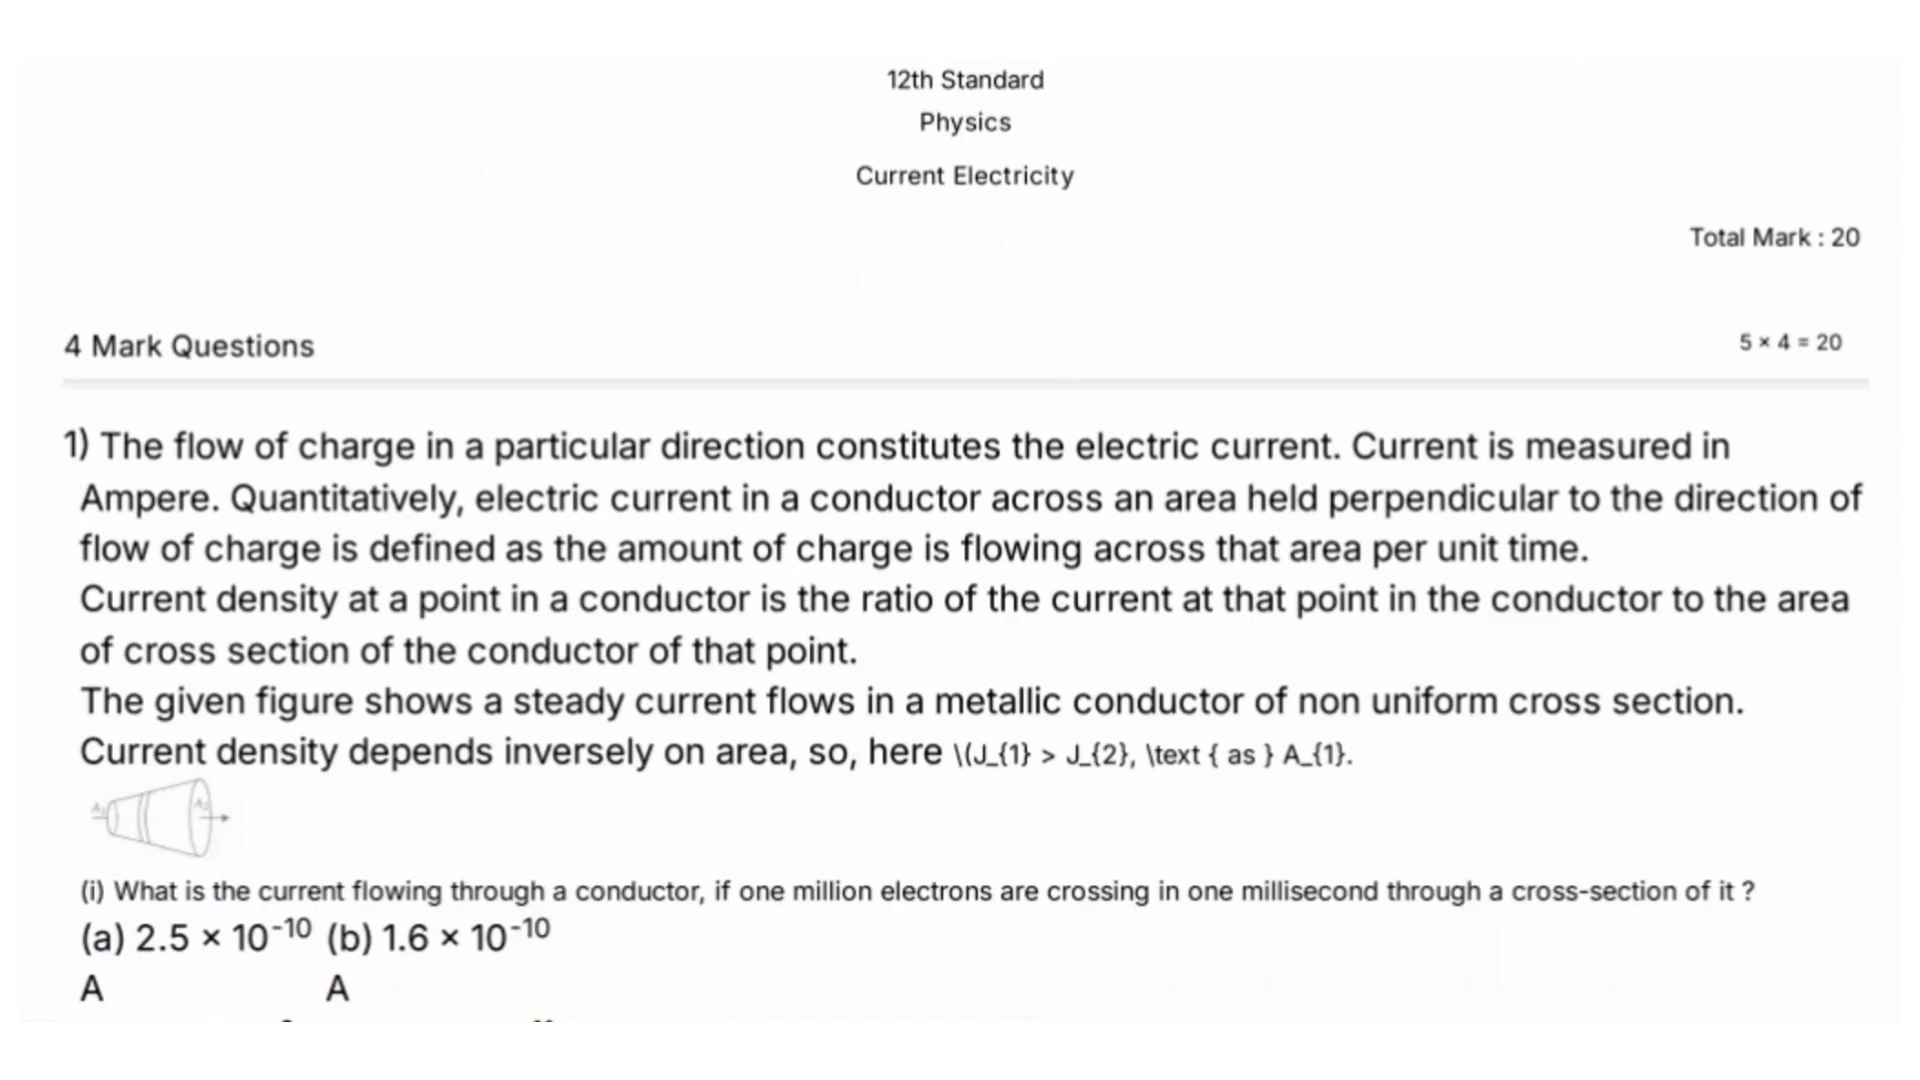 12th Standard
Physics
Current Electricity
Total Mark : 20
4 Mark Questions
5 × 4 = 20
1) The flow of charge in a particular direction constitutes the electric current. Current is measured in
Ampere. Quantitatively, electric current in a conductor across an area held perpendicular to the direction of
flow of charge is defined as the amount of charge is flowing across that area per unit time.
Current density at a point in a conductor is the ratio of the current at that point in the conductor to the area
of cross section of the conductor of that point.
The given figure shows a steady current flows in a metallic conductor of non uniform cross section.
Current density depends inversely on area, so, here \(J_{1} > J_{2}, \text { as } A_{1}.
(i) What is the current flowing through a conductor, if one million electrons are crossing in one millisecond through a cross-section of it ?
(a) 2.5 × 10⁻¹⁰ (b) 1.6 × 10⁻¹⁰
A A